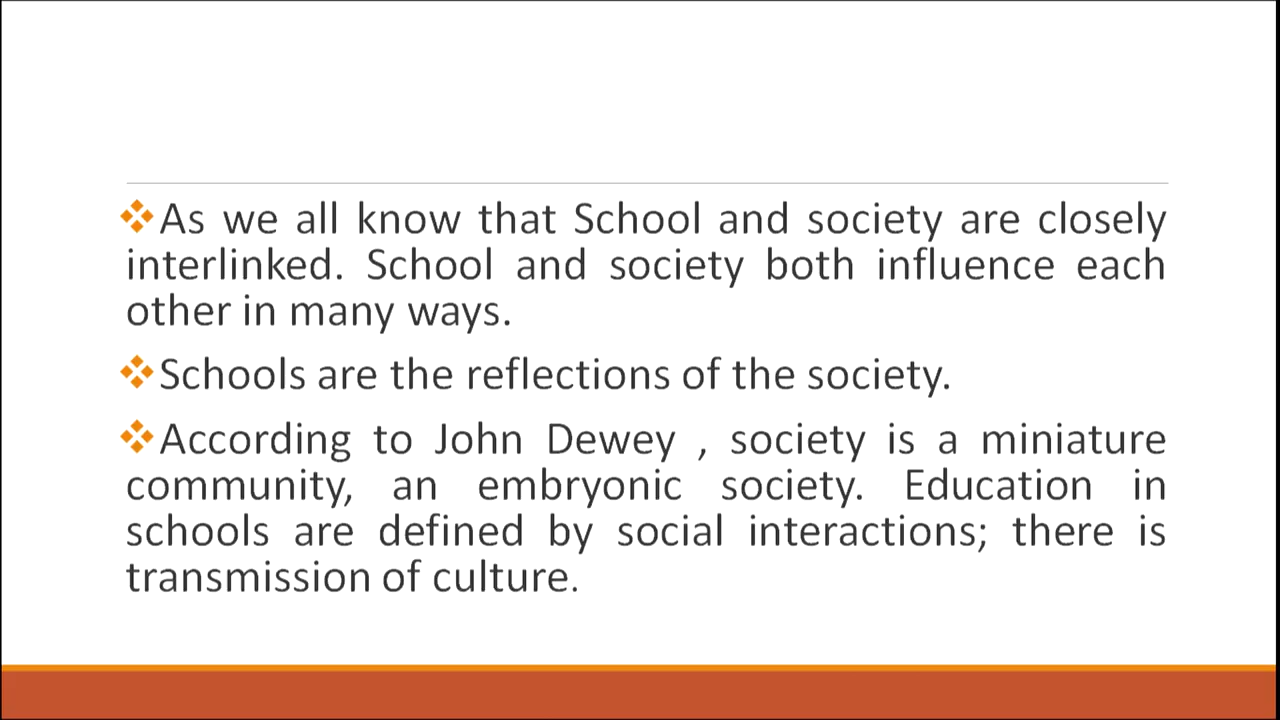 ❖As we all know that School and society are closely
interlinked. School and society both influence each
other in many ways.
❖Schools are the reflections of the society.
❖According to John Dewey , society is a miniature
community, an embryonic society. Education in
schools are defined by social interactions; there is
transmission of culture.